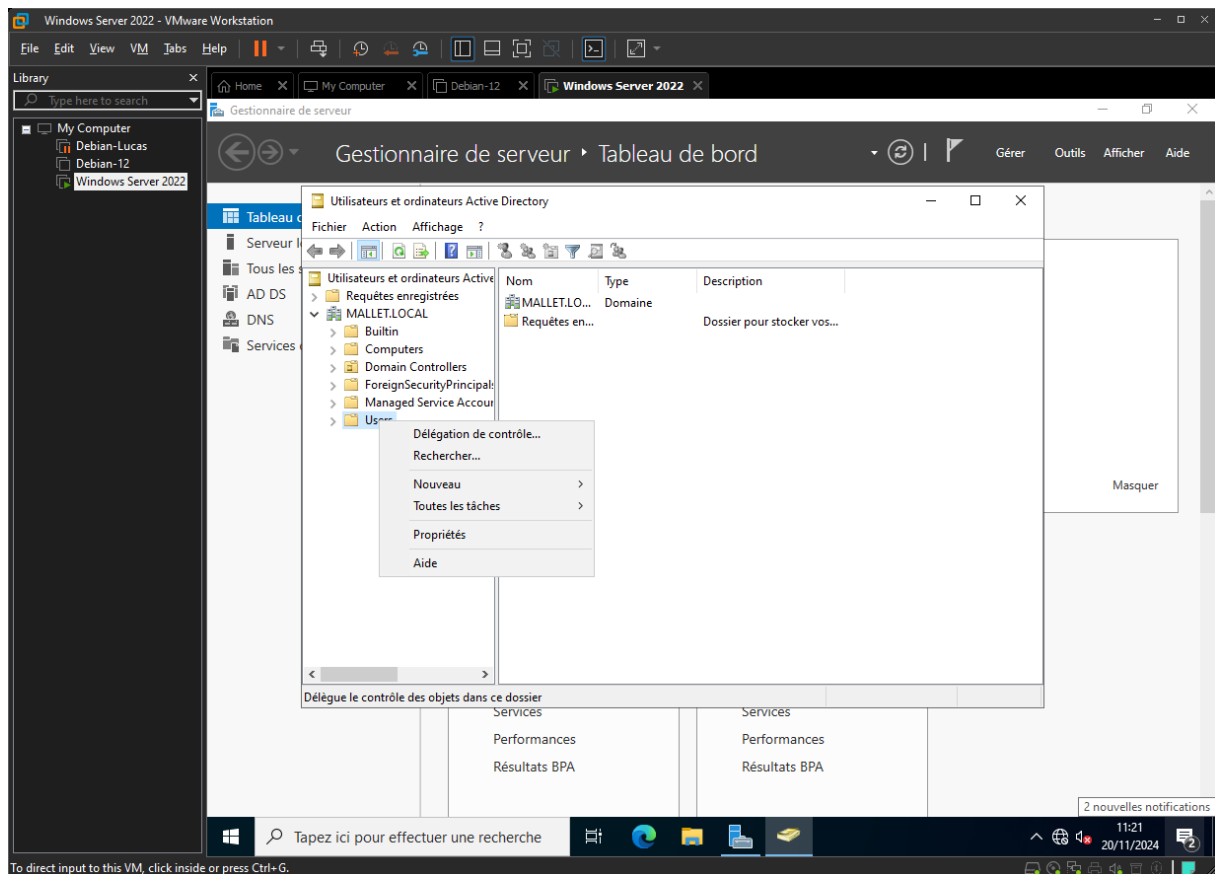 Windows Server 2022 - VMware Workstation
File Edit View VM Tabs Help
Library
Type here to search
My Computer
Debian-Lucas
Debian-12
Windows Server 2022
Home My Computer Debian-12 Windows Server 2022
Gestionnaire de serveur
Gestionnaire de serveur Tableau de bord
Gérer Outils Afficher Aide
Tableau d
Serveur l
Tous les s
AD DS
DNS
Services
Utilisateurs et ordinateurs Active Directory
Fichier Action Affichage ?
Utilisateurs et ordinateurs Active
Requêtes enregistrées
MALLET.LOCAL
Builtin
Computers
Domain Controllers
ForeignSecurityPrincipals
Managed Service Accour
Users
Nom Type Description
MALLET.LO... Domaine
Requêtes en... Dossier pour stocker vos...
Délégation de contrôle...
Rechercher...
Nouveau
Toutes les tâches
Propriétés
Aide
Masquer
Délègue le contrôle des objets dans ce dossier
Services Services
Performances Performances
Résultats BPA Résultats BPA
2 nouvelles notifications
Tapez ici pour effectuer une recherche
11:21
20/11/2024
2
To direct input to this VM, click inside or press Ctrl+G.